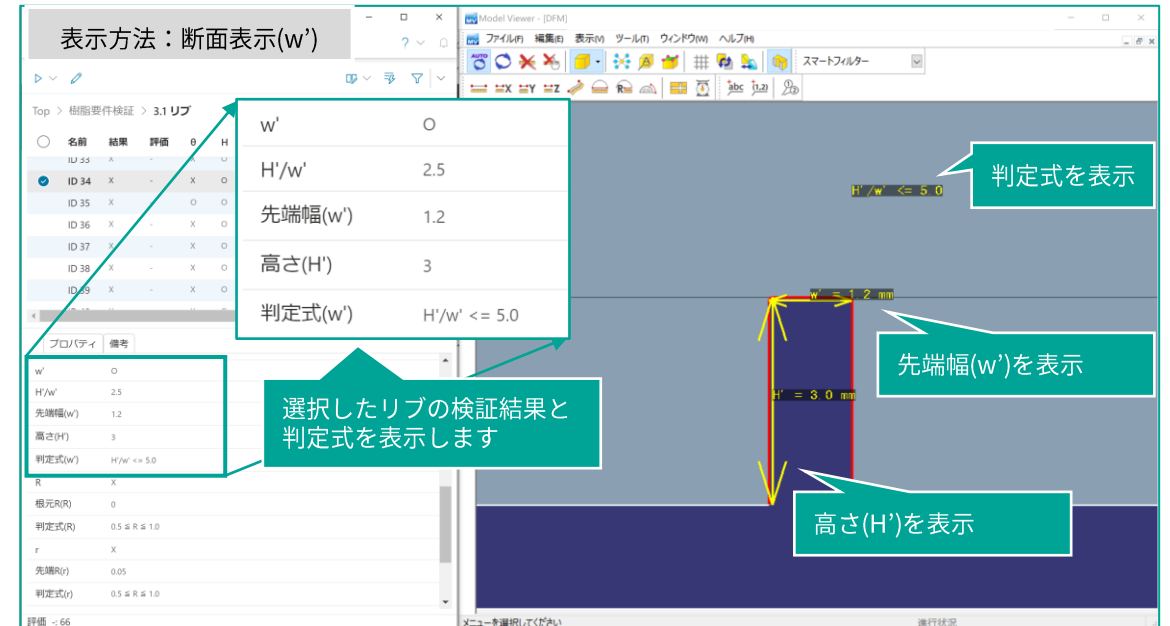 表示方法：断面表示(w’)
?
Top > 樹脂要件検証 > 3.1 リブ
名前 結果 評価 θ H
ID 33 X - X O
ID 34 X - X O
ID 35 X O O
ID 36 X - X O
ID 37 X - X O
ID 38 X - X O
ID 39 X - X O
w' O
H'/w' 2.5
先端幅(w') 1.2
高さ(H') 3
判定式(w') H'/w' <= 5.0
プロパティ 備考
w' O
H'/w' 2.5
先端幅(w') 1.2
高さ(H') 3
判定式(w') H'/w' <= 5.0
R X
根元R(R) 0
判定式(R) 0.5 ≦ R ≦ 1.0
r X
先端R(r) 0.05
判定式(r) 0.5 ≦ R ≦ 1.0
評価 -: 66
選択したリブの検証結果と
判定式を表示します
Model Viewer - [DFM]
ファイル(F) 編集(E) 表示(V) ツール(T) ウィンドウ(W) ヘルプ(H)
AUTO スマートフィルター
X Y Z R abc (1,2)
判定式を表示
H'/w' <= 5.0
w' = 1.2 mm
先端幅(w’)を表示
H' = 3.0 mm
高さ(H’)を表示
メニューを選択してください 進行状況